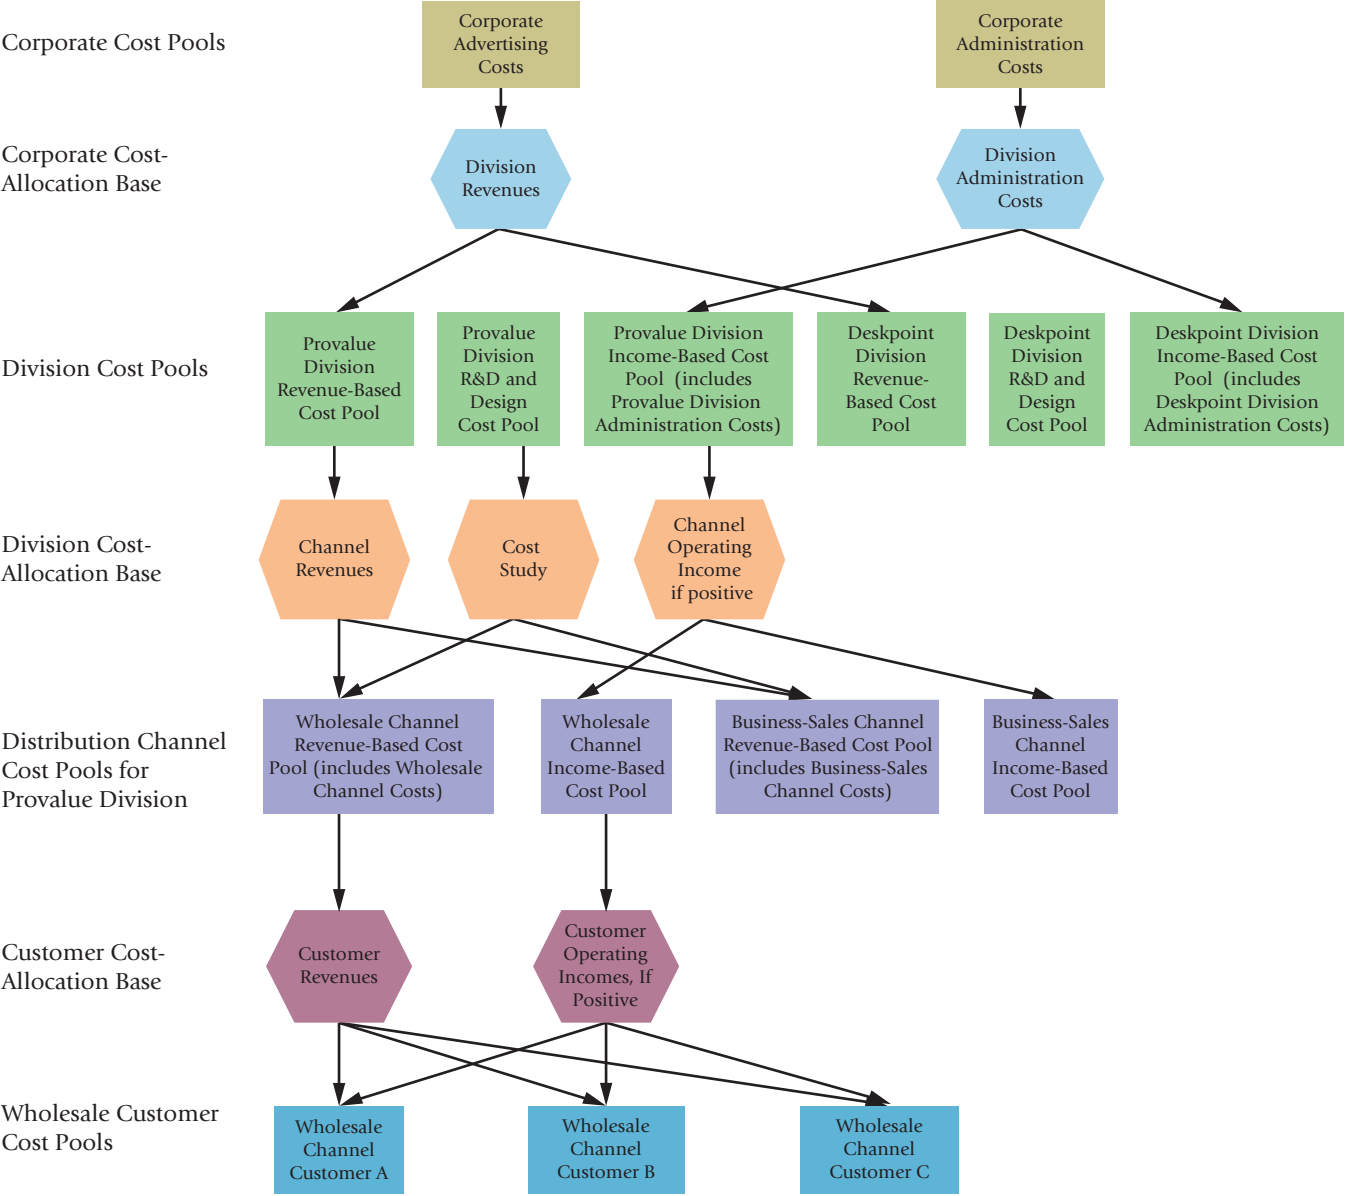 Corporate Cost Pools
Corporate
Advertising
Costs
Corporate
Administration
Costs
Corporate Cost-
Allocation Base
Division
Revenues
Division
Administration
Costs
Division Cost Pools
Provalue
Division
Revenue-Based
Cost Pool
Provalue
Division
R&D and
Design
Cost Pool
Provalue Division
Income-Based Cost
Pool (includes
Provalue Division
Administration Costs)
Deskpoint
Division
Revenue-
Based Cost
Pool
Deskpoint
Division
R&D and
Design
Cost Pool
Deskpoint Division
Income-Based Cost
Pool (includes
Deskpoint Division
Administration Costs)
Division Cost-
Allocation Base
Channel
Revenues
Cost
Study
Channel
Operating
Income
if positive
Distribution Channel
Cost Pools for
Provalue Division
Wholesale Channel
Revenue-Based Cost
Pool (includes Wholesale
Channel Costs)
Wholesale
Channel
Income-Based
Cost Pool
Business-Sales Channel
Revenue-Based Cost Pool
(includes Business-Sales
Channel Costs)
Business-Sales
Channel
Income-Based
Cost Pool
Customer Cost-
Allocation Base
Customer
Revenues
Customer
Operating
Incomes, If
Positive
Wholesale Customer
Cost Pools
Wholesale
Channel
Customer A
Wholesale
Channel
Customer B
Wholesale
Channel
Customer C